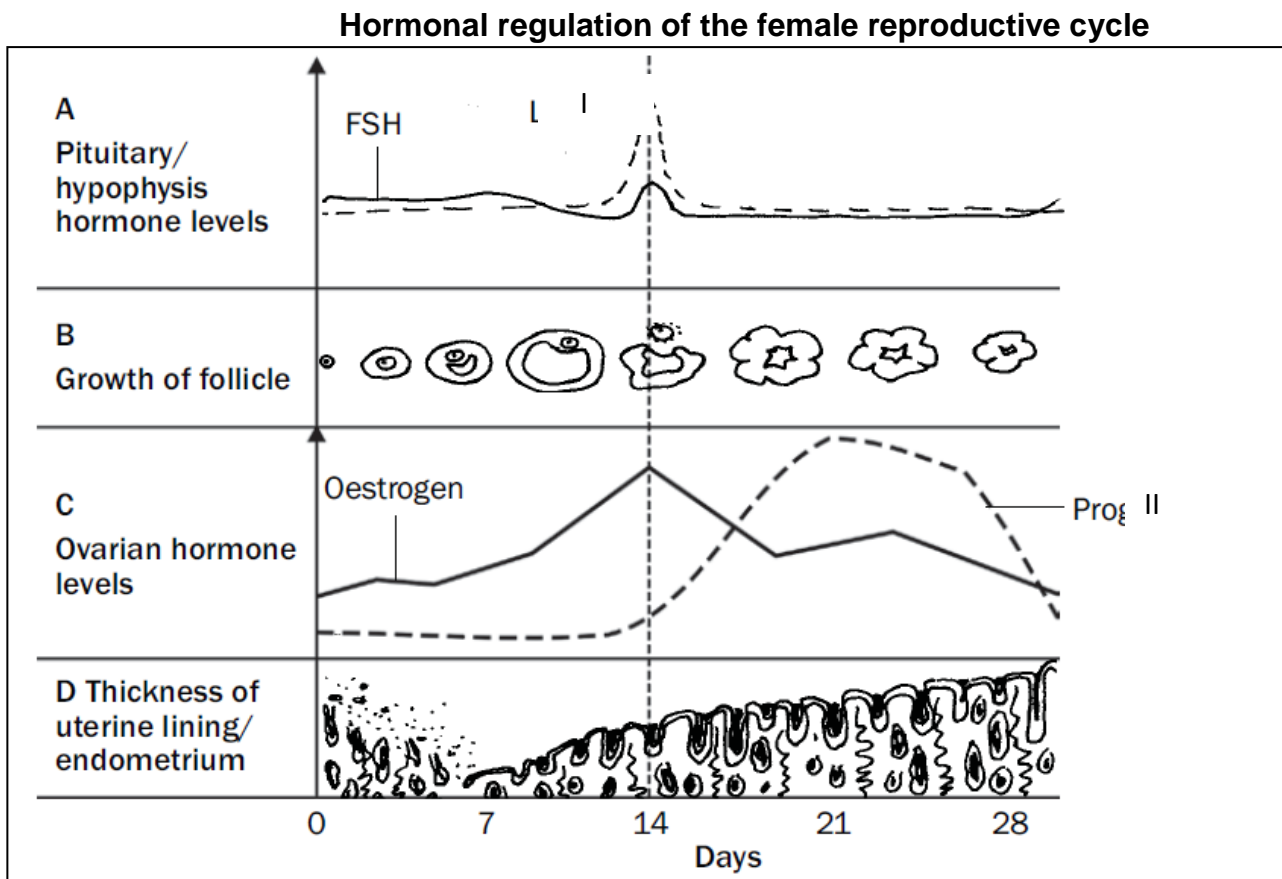 Hormonal regulation of the female reproductive cycle
A
Pituitary/
hypophysis
hormone levels
FSH
I
B
Growth of follicle
C
Ovarian hormone
levels
Oestrogen
Prog II
D Thickness of
uterine lining/
endometrium
0 7 14 21 28
Days